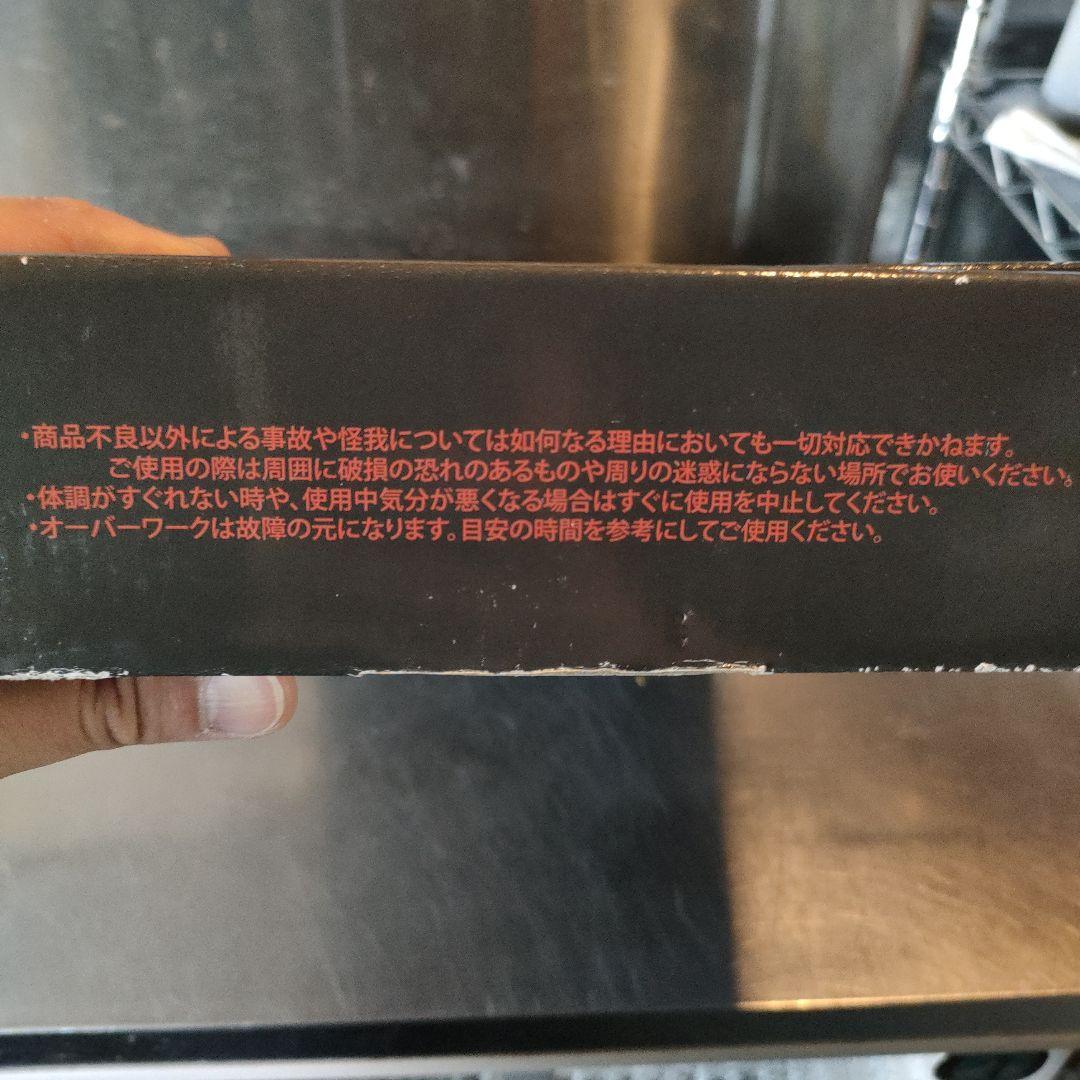 ・商品不良以外による事故や怪我については如何なる理由においても一切対応できかねます。
ご使用の際は周囲に破損の恐れのあるものや周りの迷惑にならない場所でお使いください。
・体調がすぐれない時や、使用中気分が悪くなる場合はすぐに使用を中止してください。
・オーバーワークは故障の元になります。目安の時間を参考にしてご使用ください。